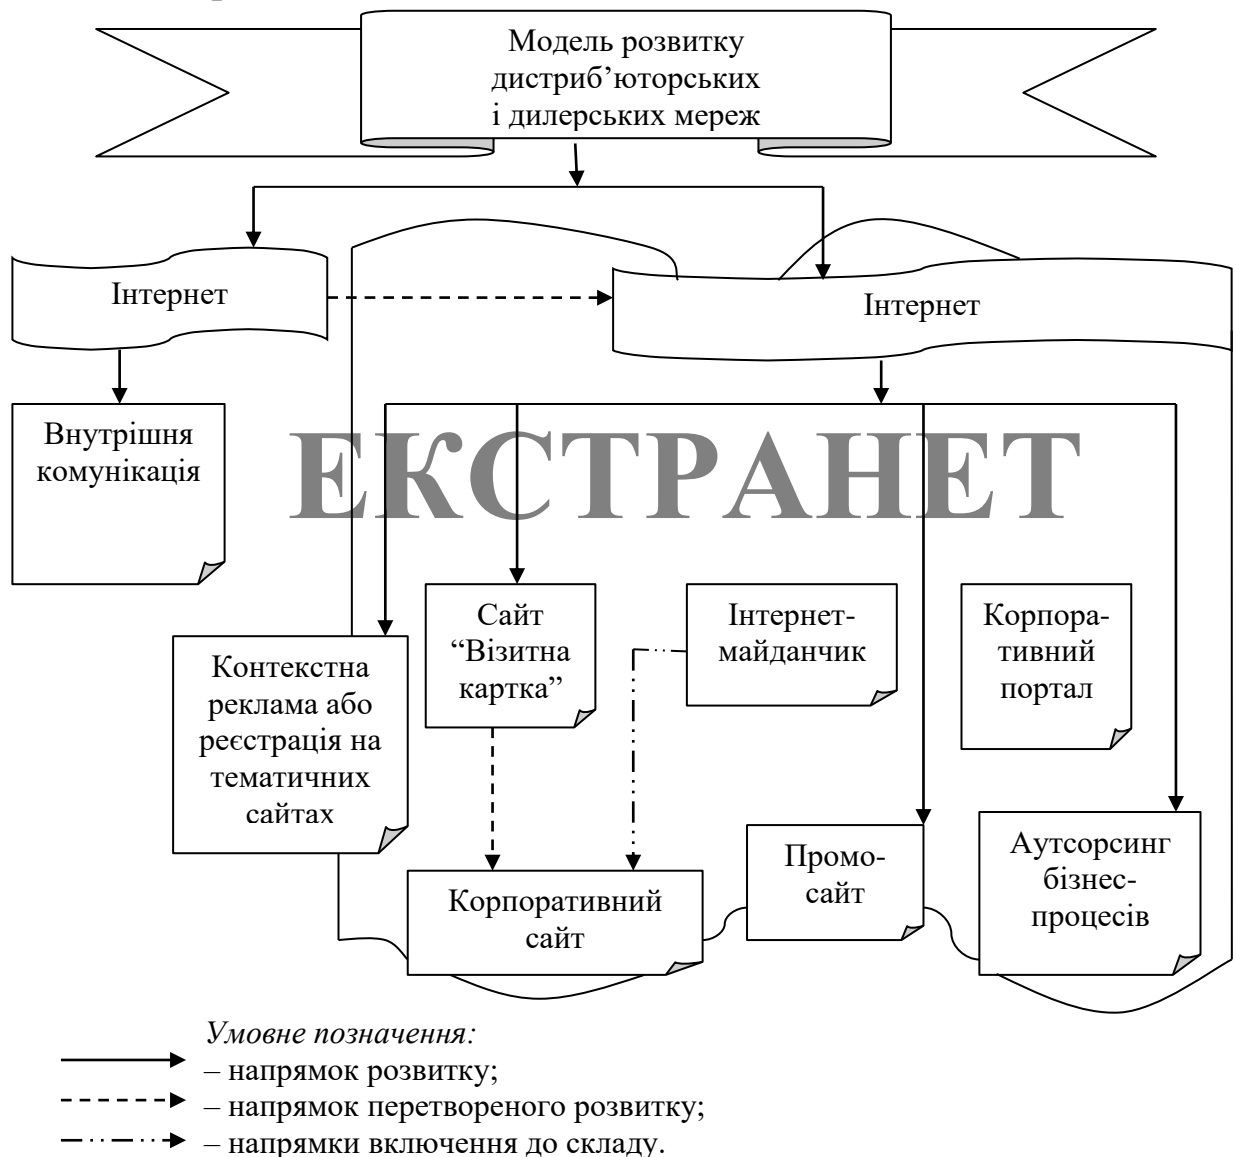 Модель розвитку
дистриб’юторських
і дилерських мереж
Інтернет
Інтернет
Внутрішня
комунікація
ЕКСТРАНЕТ
Сайт
“Візитна
картка”
Інтернет-
майданчик
Корпора-
тивний
портал
Контекстна
реклама або
реєстрація на
тематичних
сайтах
Корпоративний
сайт
Промо-
сайт
Аутсорсинг
бізнес-
процесів
Умовне позначення:
– напрямок розвитку;
– напрямок перетвореного розвитку;
– напрямки включення до складу.